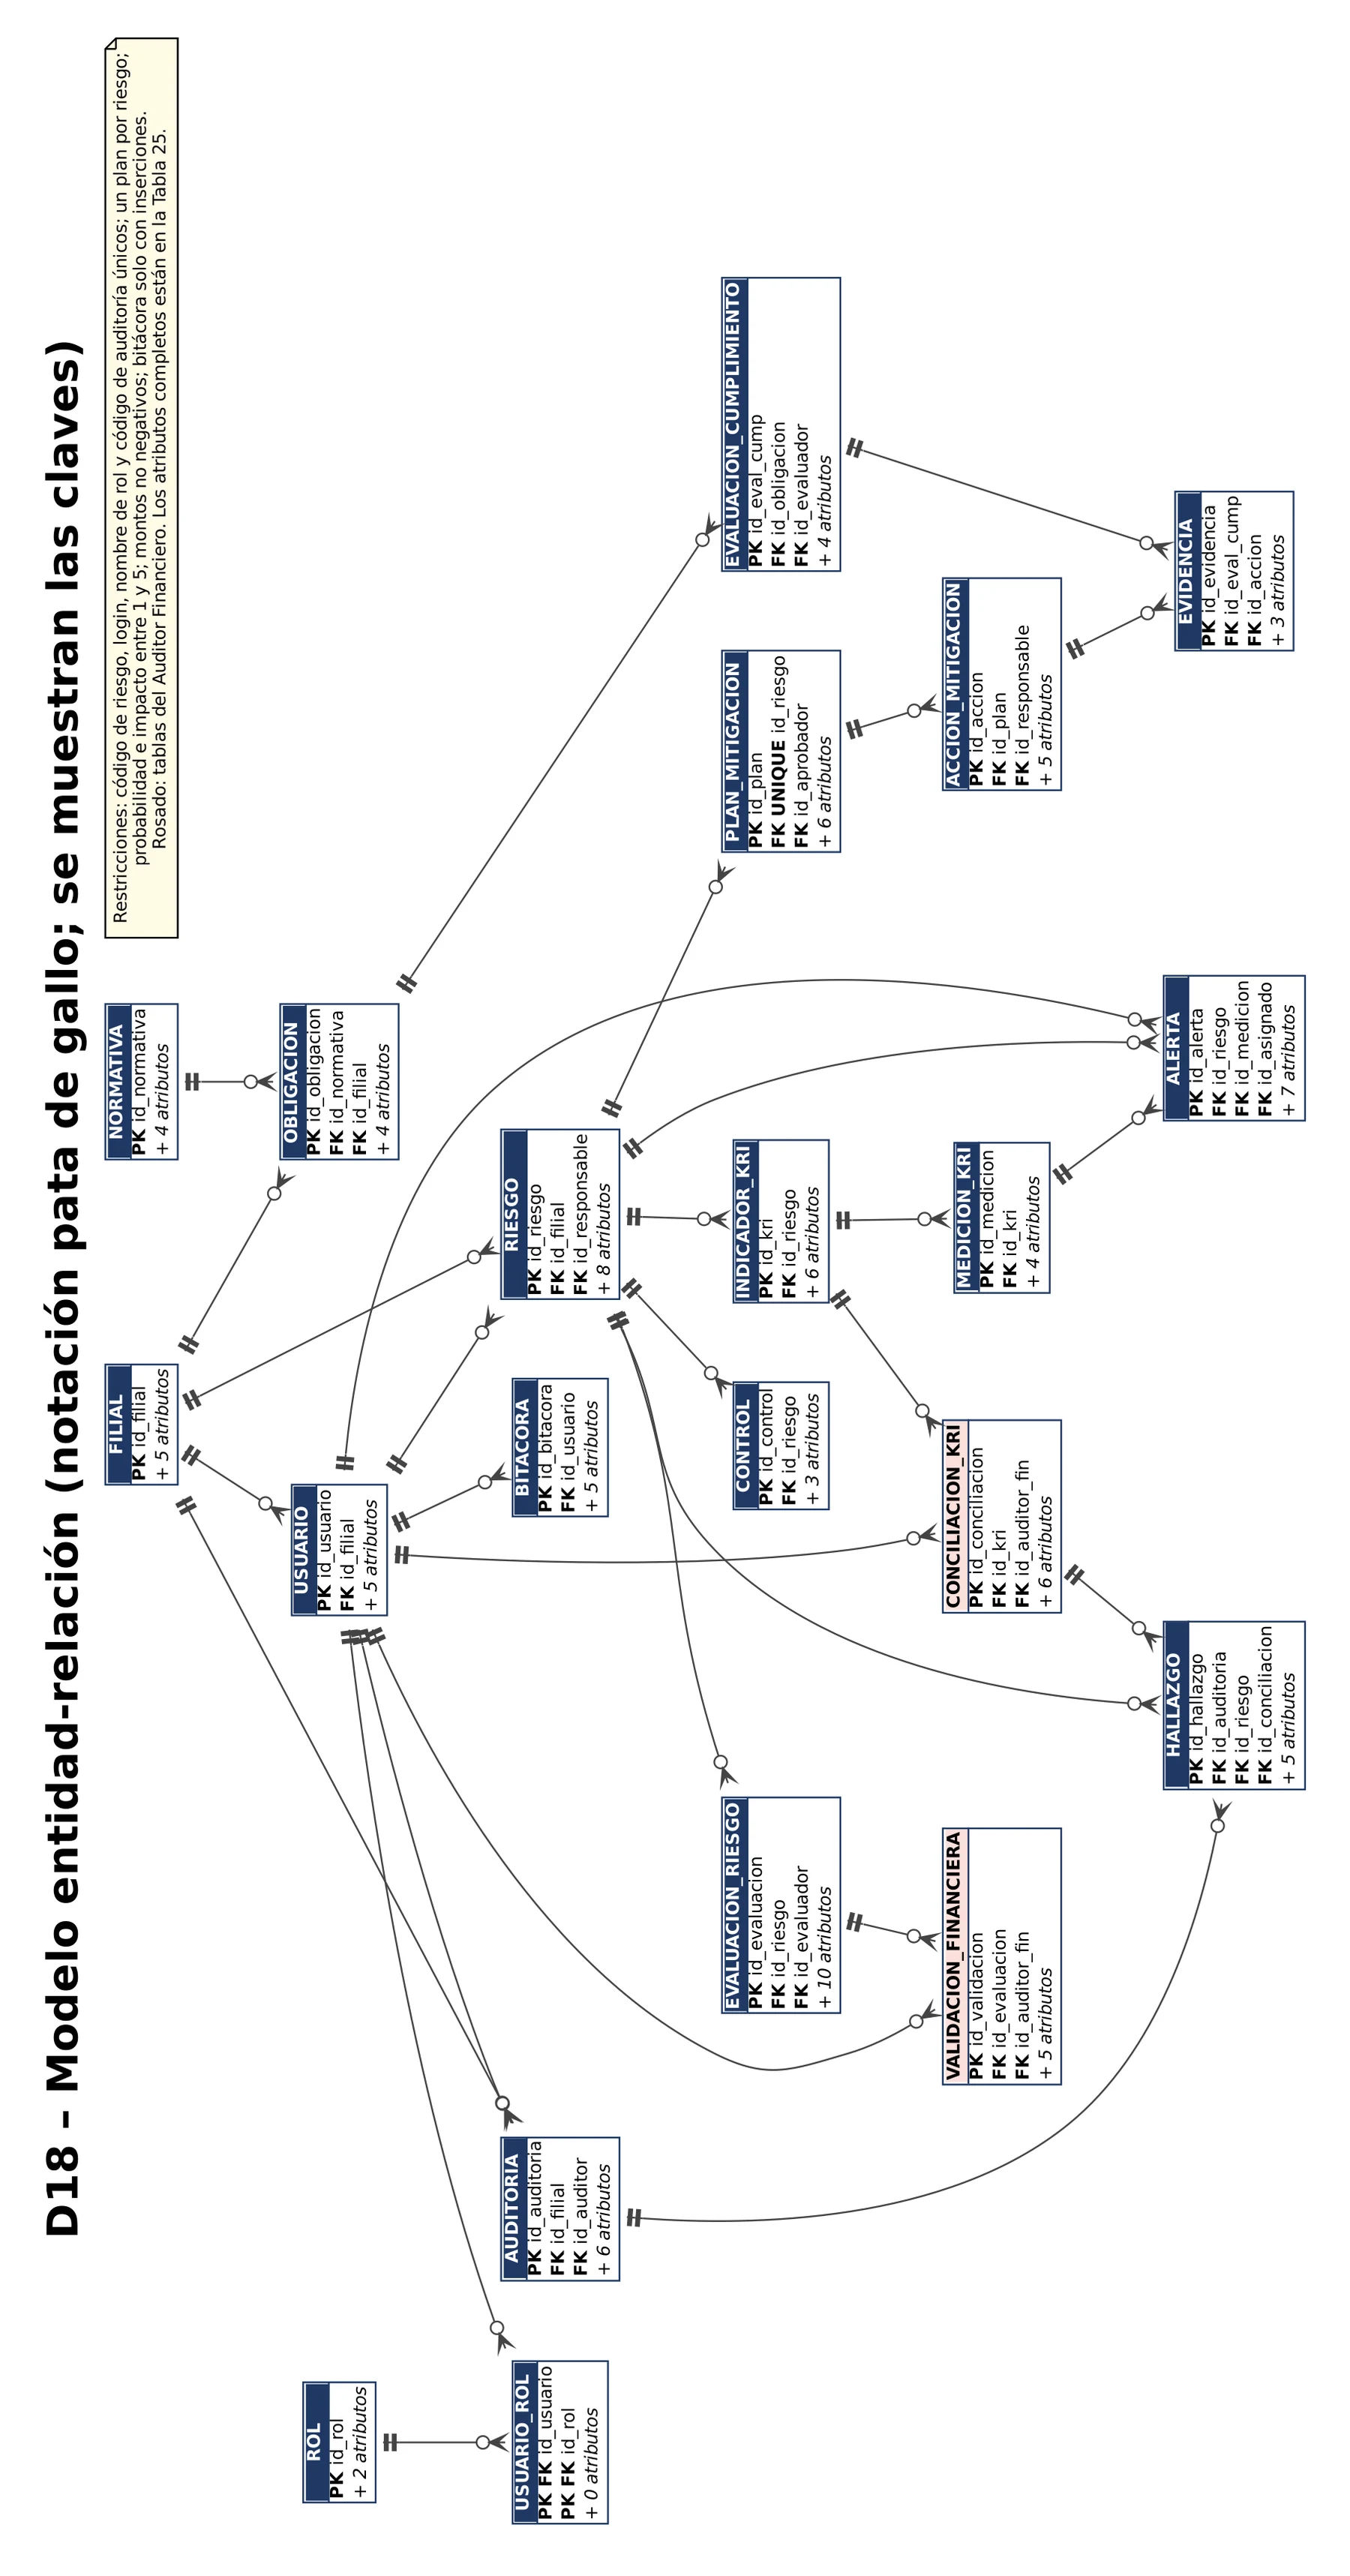 D18 – Modelo entidad-relación (notación pata de gallo; se muestran las claves)
Restricciones: código de riesgo, login, nombre de rol y código de auditoría únicos; un plan por riesgo;
probabilidad e impacto entre 1 y 5; montos no negativos; bitácora solo con inserciones.
Rosado: tablas del Auditor Financiero. Los atributos completos están en la Tabla 25.
FILIAL
PK id_filial
+ 5 atributos
NORMATIVA
PK id_normativa
+ 4 atributos
ROL
PK id_rol
+ 2 atributos
USUARIO
PK id_usuario
FK id_filial
+ 5 atributos
OBLIGACION
PK id_obligacion
FK id_normativa
FK id_filial
+ 4 atributos
USUARIO_ROL
PK FK id_usuario
PK FK id_rol
+ 0 atributos
AUDITORIA
PK id_auditoria
FK id_filial
FK id_auditor
+ 6 atributos
BITACORA
PK id_bitacora
FK id_usuario
+ 5 atributos
RIESGO
PK id_riesgo
FK id_filial
FK id_responsable
+ 8 atributos
EVALUACION_RIESGO
PK id_evaluacion
FK id_riesgo
FK id_evaluador
+ 10 atributos
CONTROL
PK id_control
FK id_riesgo
+ 3 atributos
INDICADOR_KRI
PK id_kri
FK id_riesgo
+ 6 atributos
PLAN_MITIGACION
PK id_plan
FK UNIQUE id_riesgo
FK id_aprobador
+ 6 atributos
EVALUACION_CUMPLIMIENTO
PK id_eval_cump
FK id_obligacion
FK id_evaluador
+ 4 atributos
VALIDACION_FINANCIERA
PK id_validacion
FK id_evaluacion
FK id_auditor_fin
+ 5 atributos
CONCILIACION_KRI
PK id_conciliacion
FK id_kri
FK id_auditor_fin
+ 6 atributos
MEDICION_KRI
PK id_medicion
FK id_kri
+ 4 atributos
ACCION_MITIGACION
PK id_accion
FK id_plan
FK id_responsable
+ 5 atributos
HALLAZGO
PK id_hallazgo
FK id_auditoria
FK id_riesgo
FK id_conciliacion
+ 5 atributos
ALERTA
PK id_alerta
FK id_riesgo
FK id_medicion
FK id_asignado
+ 7 atributos
EVIDENCIA
PK id_evidencia
FK id_eval_cump
FK id_accion
+ 3 atributos